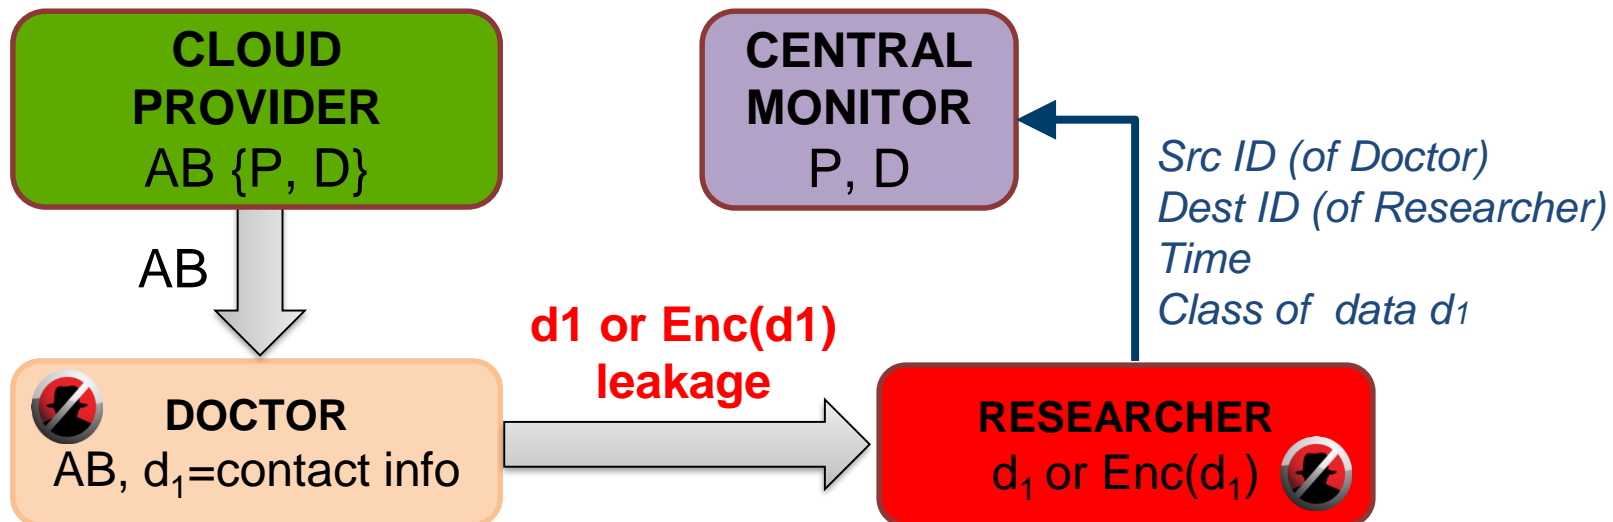 CLOUD
PROVIDER
AB {P, D}
CENTRAL
MONITOR
P, D
Src ID (of Doctor)
Dest ID (of Researcher)
Time
Class of data d1
AB
d1 or Enc(d1)
leakage
DOCTOR
AB, d₁=contact info
RESEARCHER
d₁ or Enc(d₁)